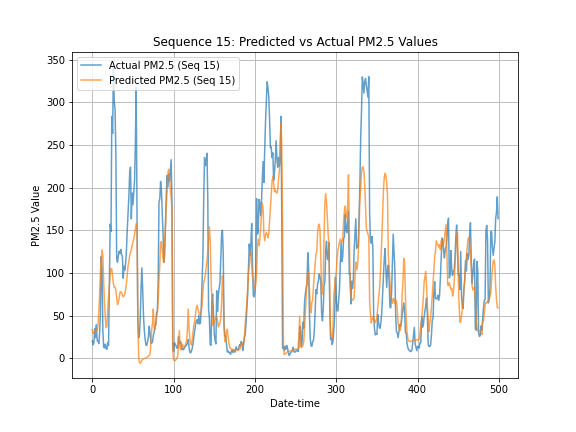 Sequence 15: Predicted vs Actual PM2.5 Values
Actual PM2.5 (Seq 15)
Predicted PM2.5 (Seq 15)
PM2.5 Value
350
300
250
200
150
100
50
0
0
100
200
300
400
500
Date-time